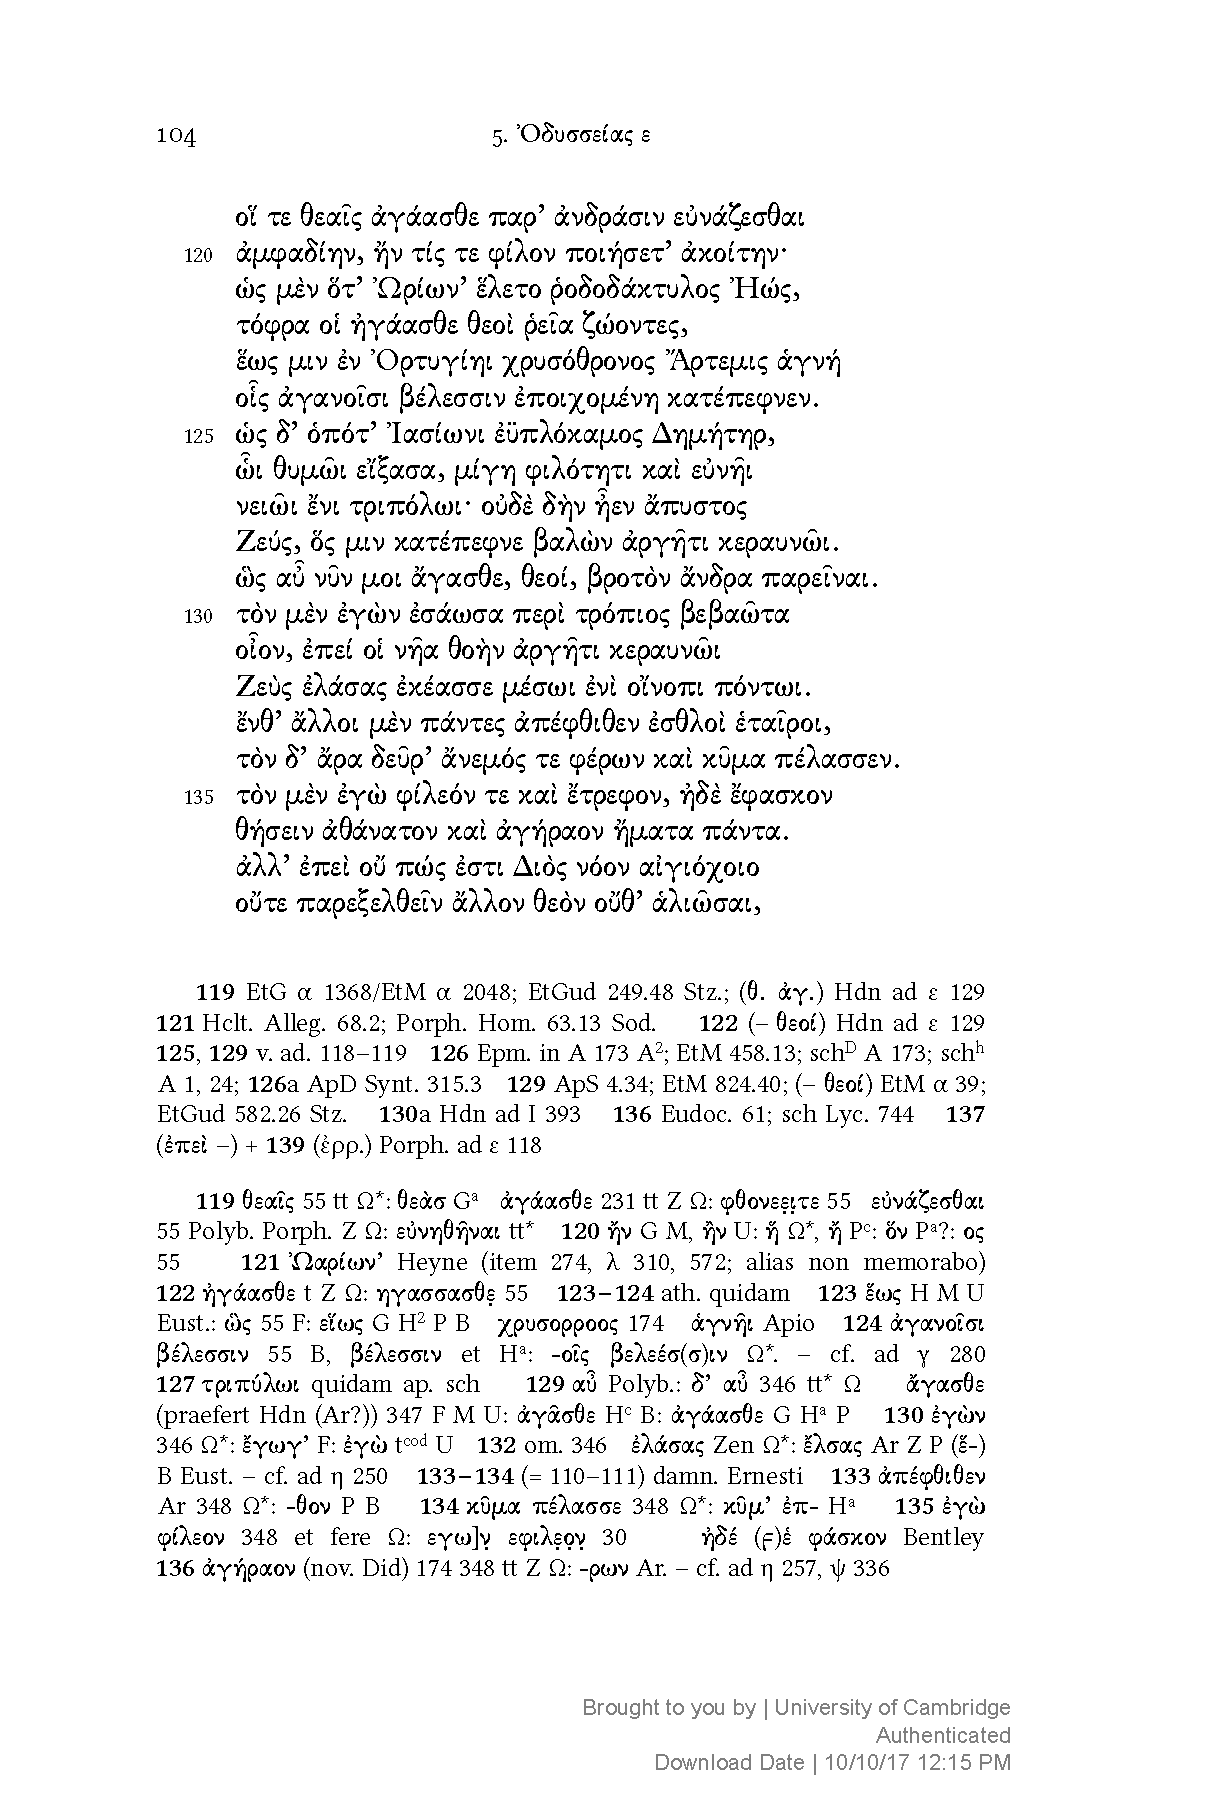 104 5. Ὀδυσσείας ε
οἵ τε θεαῖς ἀγάασθε παρ’ ἀνδράσιν εὐνάζεσθαι
120 ἀμφαδίην, ἤν τίς τε φίλον ποιήσετ’ ἀκοίτην·
ὡς μὲν ὅτ’ Ὠρίων’ ἕλετο ῥοδοδάκτυλος Ἠώς,
τόφρα οἱ ἠγάασθε θεοὶ ῥεῖα ζώοντες,
ἕως μιν ἐν Ὀρτυγίηι χρυσόθρονος Ἄρτεμις ἁγνή
οἷς ἀγανοῖσι βέλεσσιν ἐποιχομένη κατέπεφνεν.
125 ὡς δ’ ὁπότ’ Ἰασίωνι ἐϋπλόκαμος Δημήτηρ,
ὧι θυμῶι εἴξασα, μίγη φιλότητι καὶ εὐνῆι
νειῶι ἔνι τριπόλωι· οὐδὲ δὴν ἦεν ἄπυστος
Ζεύς, ὅς μιν κατέπεφνε βαλὼν ἀργῆτι κεραυνῶι.
ὣς αὖ νῦν μοι ἄγασθε, θεοί, βροτὸν ἄνδρα παρεῖναι.
130 τὸν μὲν ἐγὼν ἐσάωσα περὶ τρόπιος βεβαῶτα
οἶον, ἐπεί οἱ νῆα θοὴν ἀργῆτι κεραυνῶι
Ζεὺς ἐλάσας ἐκέασσε μέσωι ἐνὶ οἴνοπι πόντωι.
ἔνθ’ ἄλλοι μὲν πάντες ἀπέφθιθεν ἐσθλοὶ ἑταῖροι,
τὸν δ’ ἄρα δεῦρ’ ἄνεμός τε φέρων καὶ κῦμα πέλασσεν.
135 τὸν μὲν ἐγὼ φίλεόν τε καὶ ἔτρεφον, ἠδὲ ἔφασκον
θήσειν ἀθάνατον καὶ ἀγήραον ἤματα πάντα.
ἀλλ’ ἐπεὶ οὔ πώς ἐστι Διὸς νόον αἰγιόχοιο
οὔτε παρεξελθεῖν ἄλλον θεὸν οὔθ’ ἁλιῶσαι,
119 EtG α 1368/EtM α 2048; EtGud 249.48 Stz.; (θ. ἀγ.) Hdn ad ε 129
121 Hclt. Alleg. 68.2; Porph. Hom. 63.13 Sod. 122 (– θεοί) Hdn ad ε 129
125, 129 v. ad. 118–119 126 Epm. in A 173 A²; EtM 458.13; schᴰ A 173; schʰ
A 1, 24; 126a ApD Synt. 315.3 129 ApS 4.34; EtM 824.40; (– θεοί) EtM α 39;
EtGud 582.26 Stz. 130a Hdn ad I 393 136 Eudoc. 61; sch Lyc. 744 137
(ἐπεὶ –) + 139 (ἐρρ.) Porph. ad ε 118
119 θεαῖς 55 tt Ω*: θεὰσ Gᵃ ἀγάασθε 231 tt Z Ω: φθονεε̣ι̣τε 55 εὐνάζεσθαι
55 Polyb. Porph. Z Ω: εὐνηθῆναι tt* 120 ἤν G M, ἢν U: ἥ Ω*, ἤ Pᶜ: ὅν Pᵃ?: ος
55 121 Ὠαρίων’ Heyne (item 274, λ 310, 572; alias non memorabo)
122 ἠγάασθε t Z Ω: ηγασσασθε̣ 55 123–124 ath. quidam 123 ἕως H M U
Eust.: ὣς 55 F: εἵως G H² P B χρυσορροος 174 ἁγνῆι Apio 124 ἀγανοῖσι
βέλεσσιν 55 B, βέλεσσιν et Hᵃ: -οῖς βελεέσ(σ)ιν Ω*. – cf. ad γ 280
127 τριπύλωι quidam ap. sch 129 αὖ Polyb.: δ’ αὖ 346 tt* Ω ἄγασθε
(praefert Hdn (Ar?)) 347 F M U: ἀγᾶσθε Hᶜ B: ἀγάασθε G Hᵃ P 130 ἐγὼν
346 Ω*: ἔγωγ’ F: ἐγὼ tᶜᵒᵈ U 132 om. 346 ἐλάσας Zen Ω*: ἔλσας Ar Z P (ἔ-)
B Eust. – cf. ad η 250 133–134 (= 110–111) damn. Ernesti 133 ἀπέφθιθεν
Ar 348 Ω*: -θον P B 134 κῦμα πέλασσε 348 Ω*: κῦμ’ ἐπ- Hᵃ 135 ἐγὼ
φίλεον 348 et fere Ω: εγω]ν̣ εφιλε̣ο̣ν̣ 30 ἠδέ (ϝ)ἑ φάσκον Bentley
136 ἀγήραον (nov. Did) 174 348 tt Z Ω: -ρων Ar. – cf. ad η 257, ψ 336
Brought to you by | University of Cambridge
Authenticated
Download Date | 10/10/17 12:15 PM